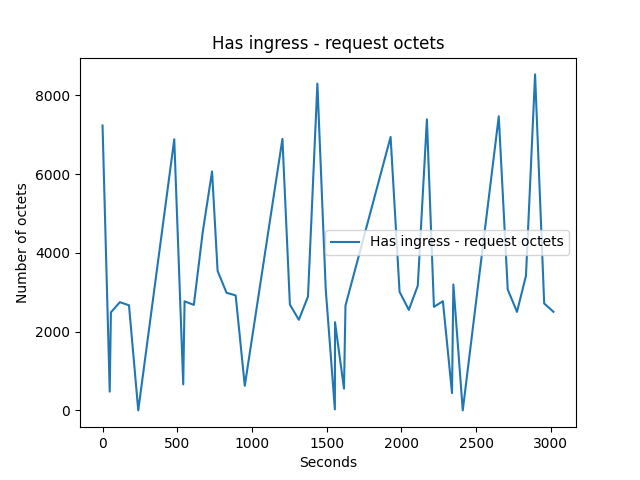 Has ingress - request octets
Number of octets
8000
6000
4000
2000
0
Has ingress - request octets
0 500 1000 1500 2000 2500 3000
Seconds